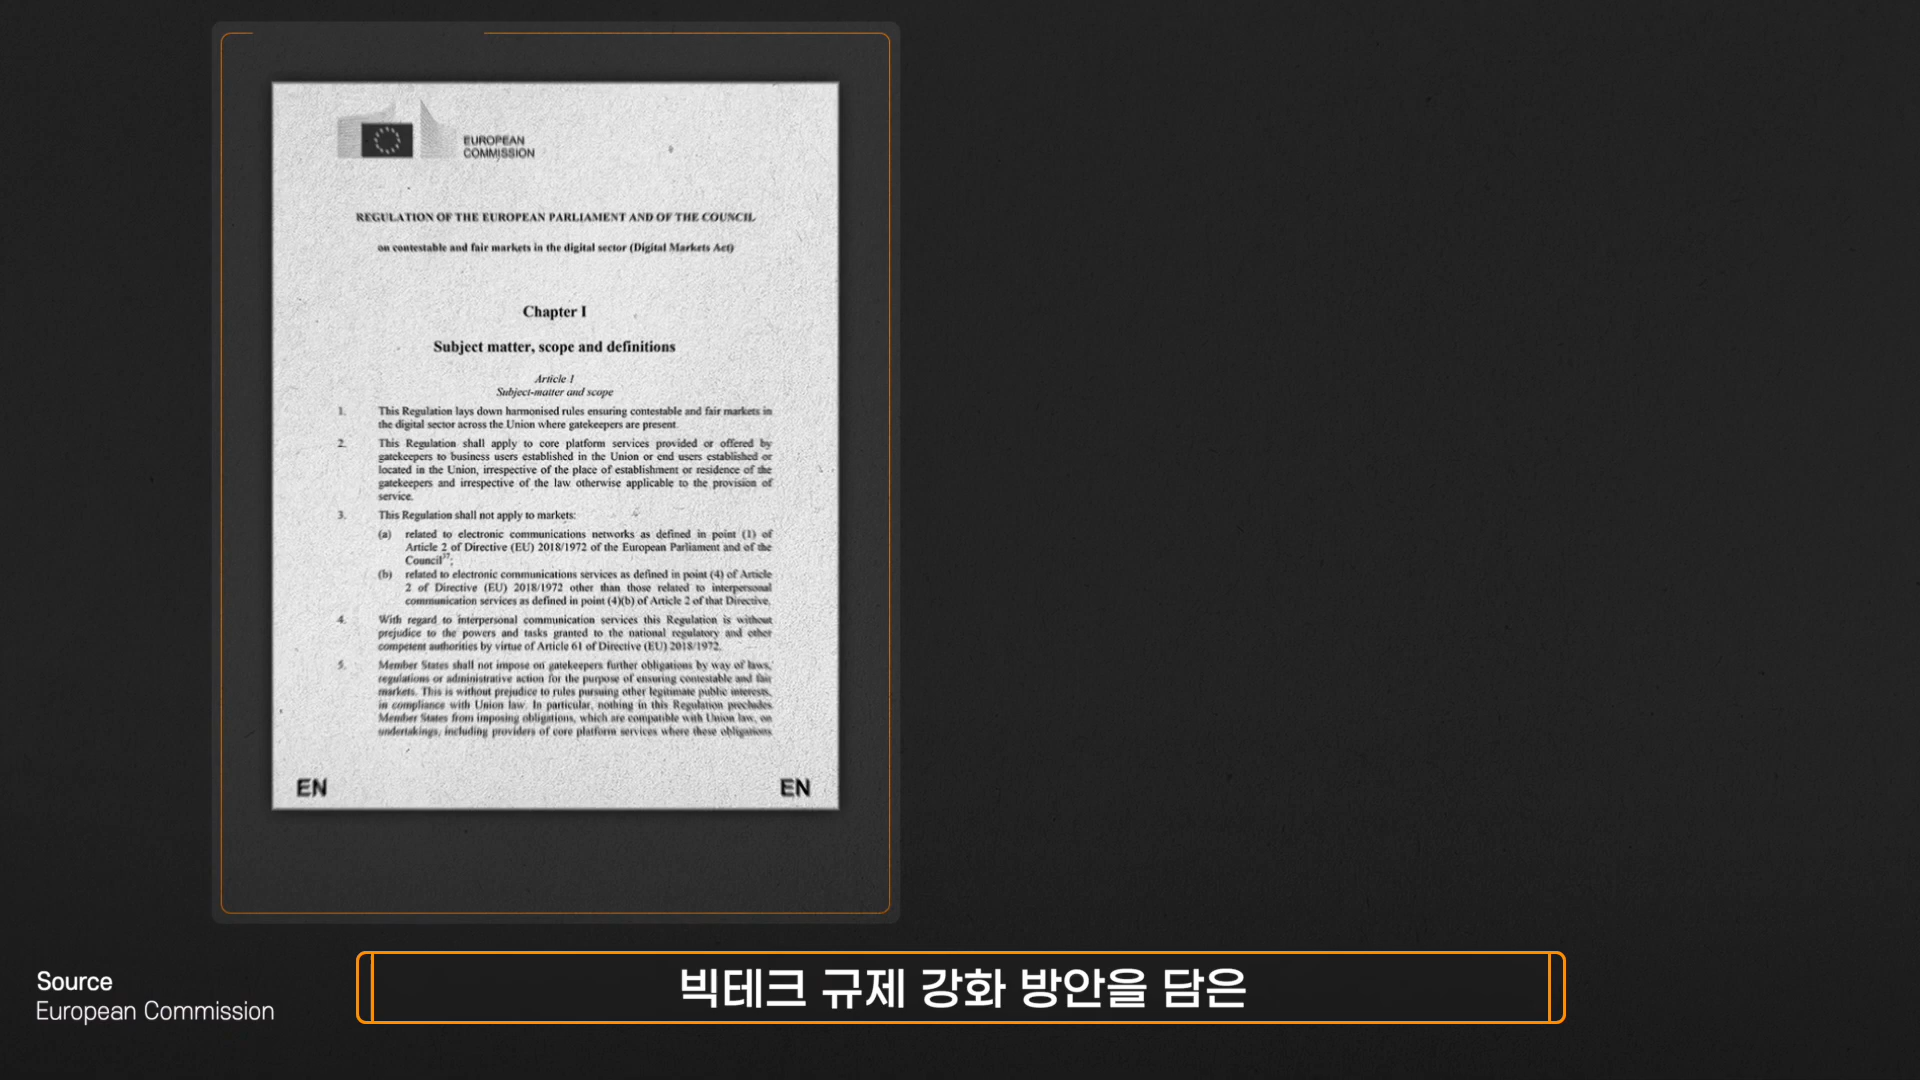 EUROPEAN
COMMISSION
REGULATION OF THE EUROPEAN PARLIAMENT AND OF THE COUNCIL
on contestable and fair markets in the digital sector (Digital Markets Act)
Chapter I
Subject matter, scope and definitions
Article 1
Subject-matter and scope
1. This Regulation lays down harmonised rules ensuring contestable and fair markets in
the digital sector across the Union where gatekeepers are present.
2. This Regulation shall apply to core platform services provided or offered by
gatekeepers to business users established in the Union or end users established or
located in the Union, irrespective of the place of establishment or residence of the
gatekeepers and irrespective of the law otherwise applicable to the provision of
service.
3. This Regulation shall not apply to markets:
(a) related to electronic communications networks as defined in point (1) of
Article 2 of Directive (EU) 2018/1972 of the European Parliament and of the
Council37;
(b) related to electronic communications services as defined in point (4) of Article
2 of Directive (EU) 2018/1972 other than those related to interpersonal
communication services as defined in point (4)(b) of Article 2 of that Directive.
4. With regard to interpersonal communication services this Regulation is without
prejudice to the powers and tasks granted to the national regulatory and other
competent authorities by virtue of Article 61 of Directive (EU) 2018/1972.
5. Member States shall not impose on gatekeepers further obligations by way of laws,
regulations or administrative action for the purpose of ensuring contestable and fair
markets. This is without prejudice to rules pursuing other legitimate public interests,
in compliance with Union law. In particular, nothing in this Regulation precludes
Member States from imposing obligations, which are compatible with Union law, on
undertakings, including providers of core platform services where these obligations
EN EN
Source
European Commission
빅테크 규제 강화 방안을 담은